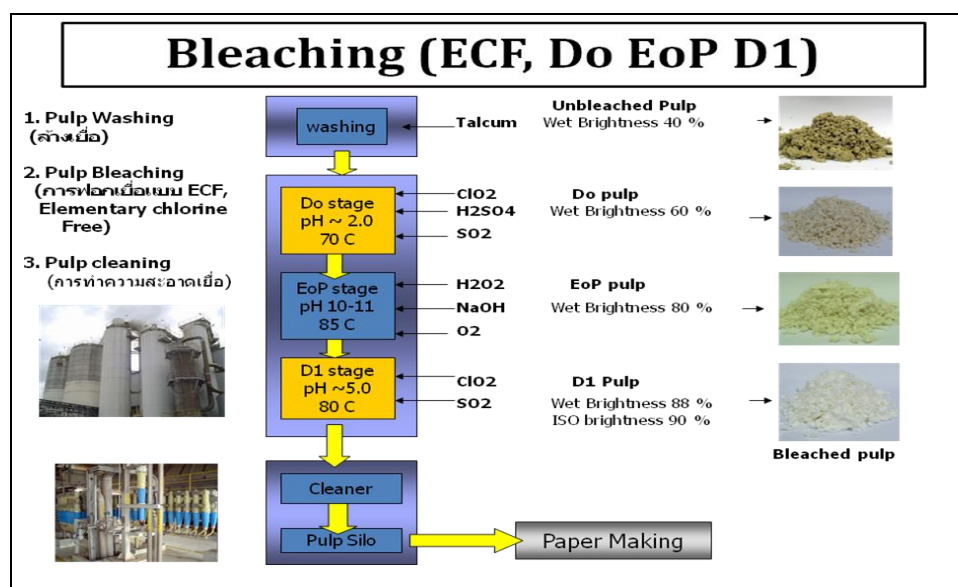 Bleaching (ECF, Do EoP D1)
1. Pulp Washing
(ล้างเยื่อ)
2. Pulp Bleaching
(การฟอกเยื่อแบบ ECF,
Elementary chlorine
Free)
3. Pulp cleaning
(การทำความสะอาดเยื่อ)
washing
Talcum
Unbleached Pulp
Wet Brightness 40 %
Do stage
pH ~ 2.0
70 C
ClO2
H2SO4
SO2
Do pulp
Wet Brightness 60 %
EoP stage
pH 10-11
85 C
H2O2
NaOH
O2
EoP pulp
Wet Brightness 80 %
D1 stage
pH ~5.0
80 C
ClO2
SO2
D1 Pulp
Wet Brightness 88 %
ISO brightness 90 %
Bleached pulp
Cleaner
Pulp Silo
Paper Making